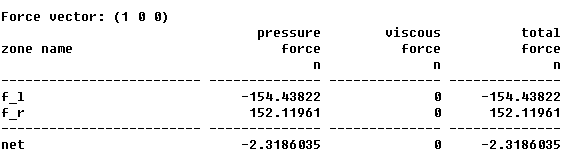 Force vector: (1 0 0)
pressure viscous total
zone name force force force
n n n
------------------------- -------------- -------------- --------------
f_l -154.43822 0 -154.43822
f_r 152.11961 0 152.11961
------------------------- -------------- -------------- --------------
net -2.3186035 0 -2.3186035